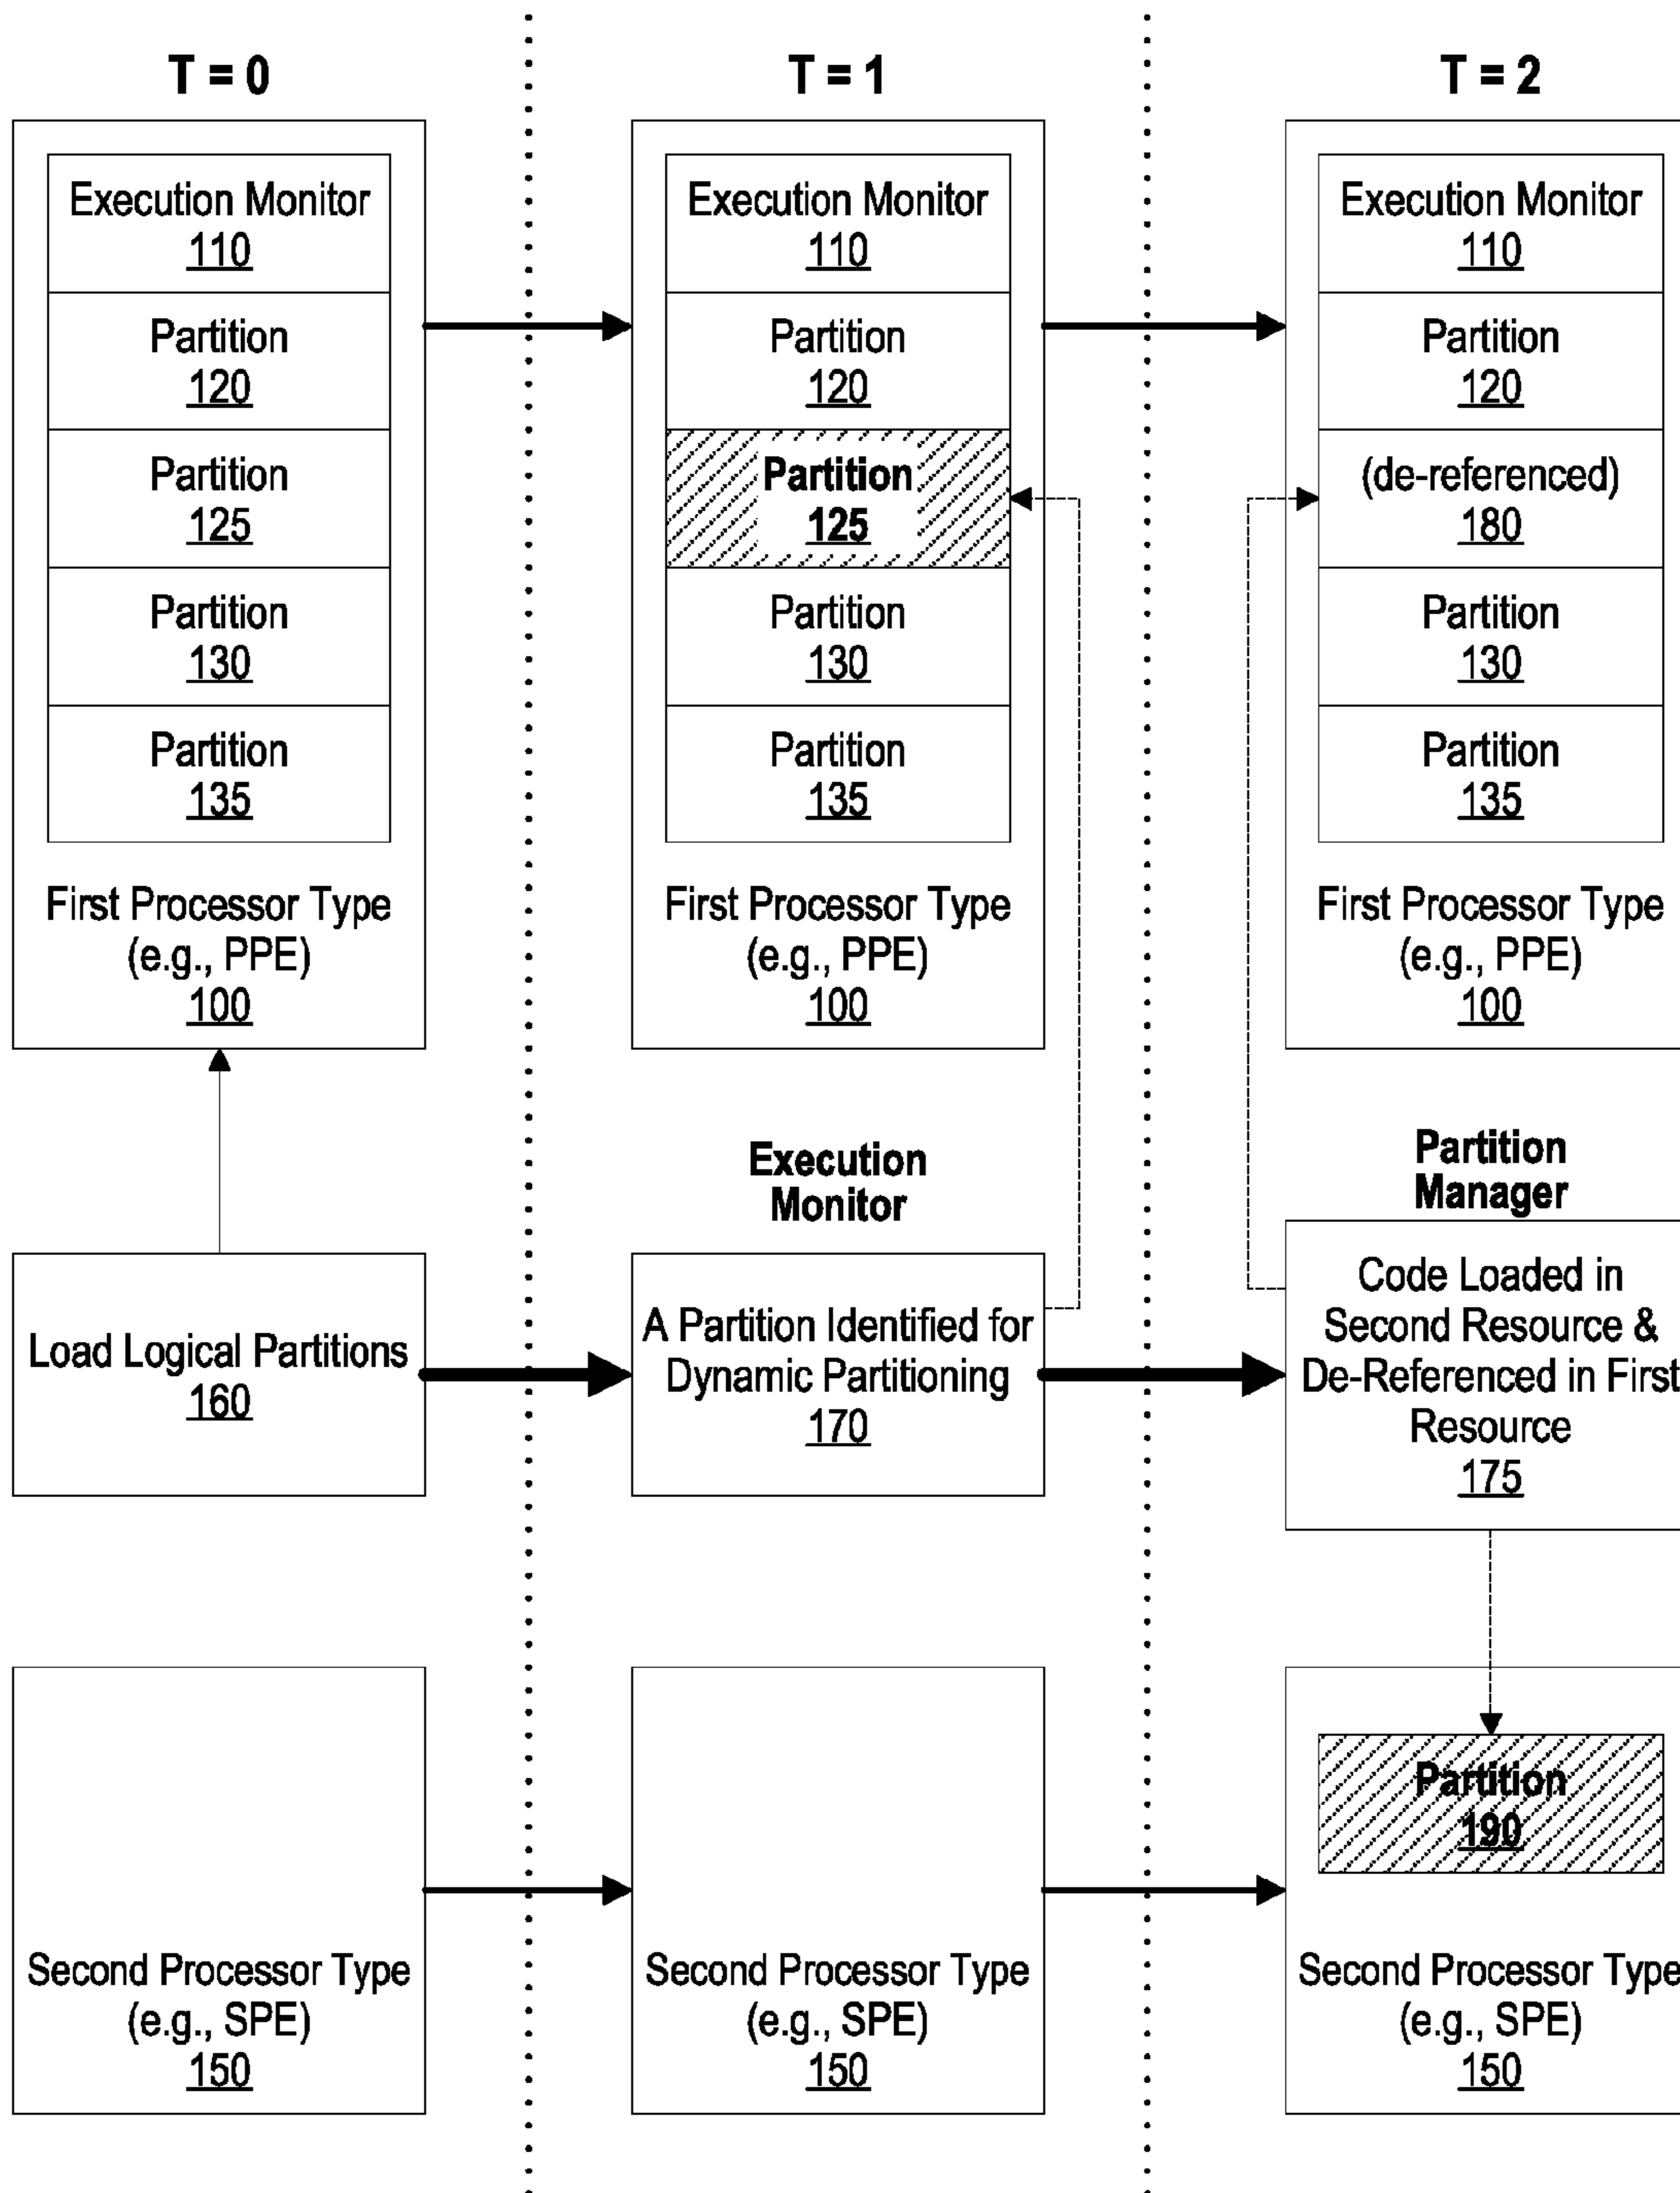 T = 0
Execution Monitor
110
Partition
120
Partition
125
Partition
130
Partition
135
First Processor Type
(e.g., PPE)
100
Load Logical Partitions
160
Second Processor Type
(e.g., SPE)
150
T = 1
Execution Monitor
110
Partition
120
Partition
125
Partition
130
Partition
135
First Processor Type
(e.g., PPE)
100
Execution
Monitor
A Partition Identified for
Dynamic Partitioning
170
Second Processor Type
(e.g., SPE)
150
T = 2
Execution Monitor
110
Partition
120
(de-referenced)
180
Partition
130
Partition
135
First Processor Type
(e.g., PPE)
100
Partition
Manager
Code Loaded in
Second Resource &
De-Referenced in First
Resource
175
Partition
190
Second Processor Type
(e.g., SPE)
150